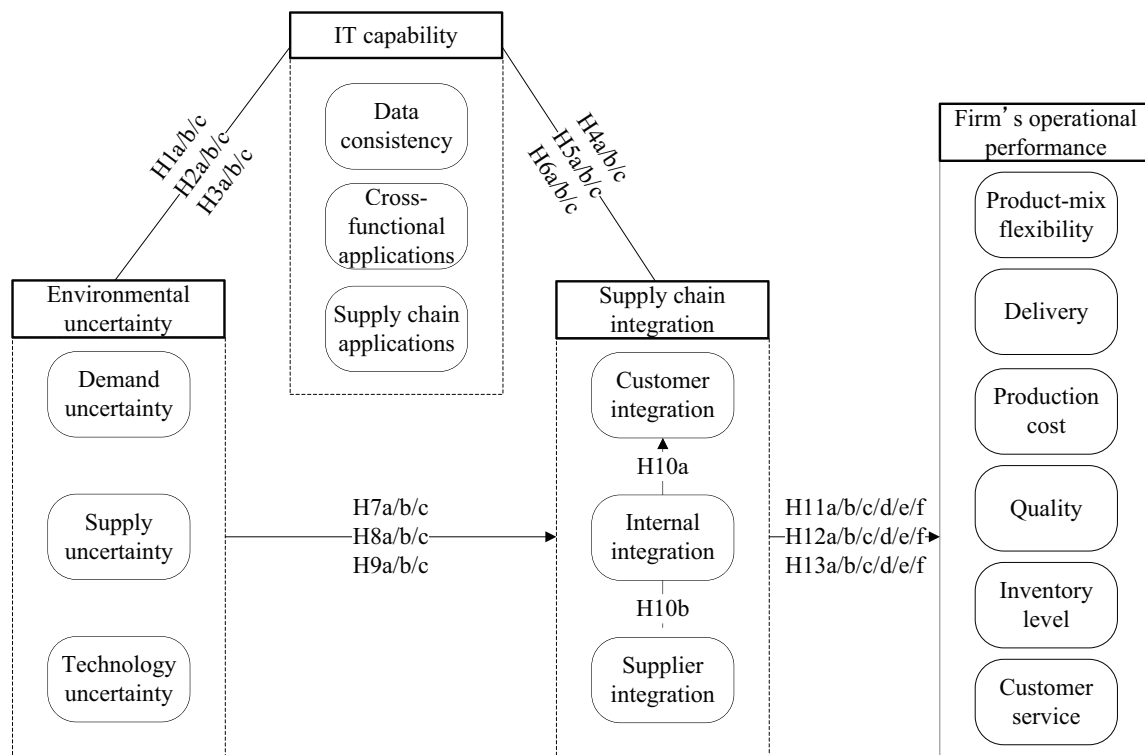 IT capability
Data
consistency
Cross-
functional
applications
Supply chain
applications
H1a/b/c
H2a/b/c
H3a/b/c
H4a/b/c
H5a/b/c
H6a/b/c
Environmental
uncertainty
Demand
uncertainty
Supply
uncertainty
Technology
uncertainty
H7a/b/c
H8a/b/c
H9a/b/c
Supply chain
integration
Customer
integration
H10a
Internal
integration
H10b
Supplier
integration
H11a/b/c/d/e/f
H12a/b/c/d/e/f
H13a/b/c/d/e/f
Firm’s operational
performance
Product-mix
flexibility
Delivery
Production
cost
Quality
Inventory
level
Customer
service